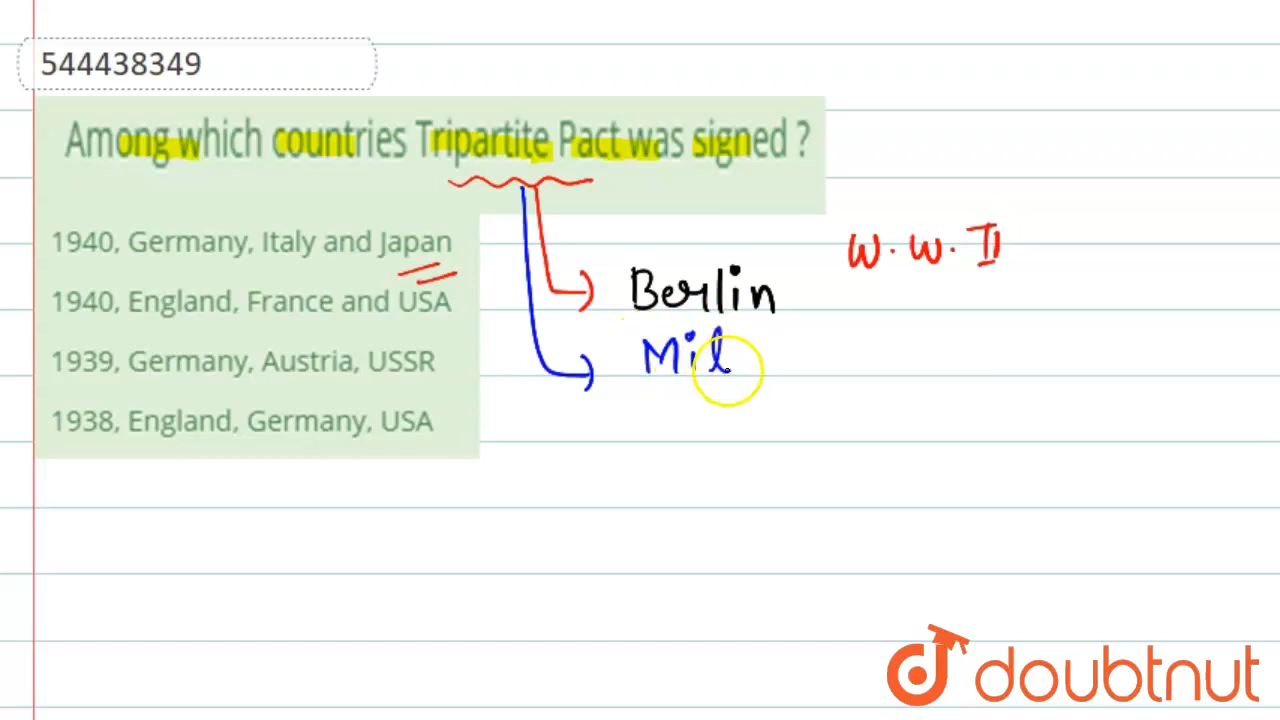 544438349
Among which countries Tripartite Pact was signed ?
1940, Germany, Italy and Japan
W. W. II
1940, England, France and USA
Berlin
Mil
1939, Germany, Austria, USSR
1938, England, Germany, USA
doubtnut